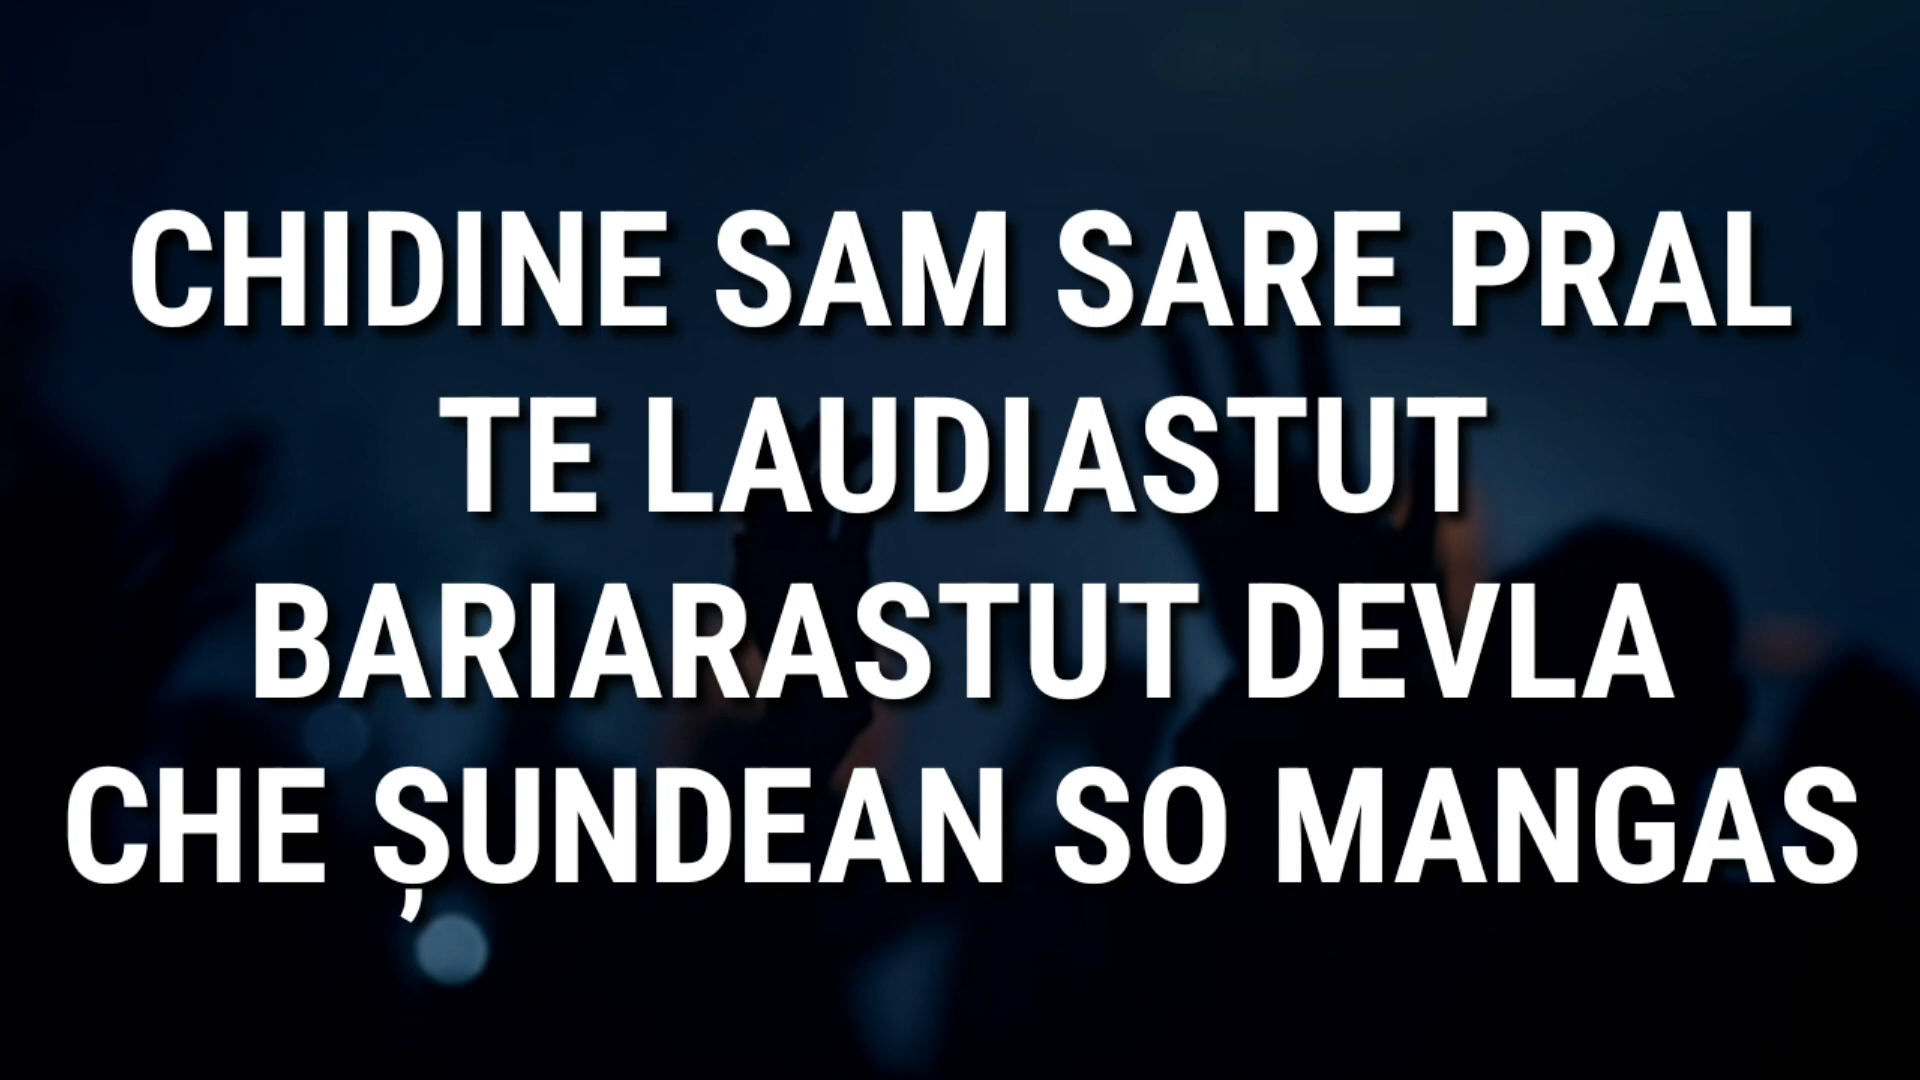 CHIDINE SAM SARE PRAL
TE LAUDIASTUT
BARIARASTUT DEVLA
CHE ȘUNDEAN SO MANGAS